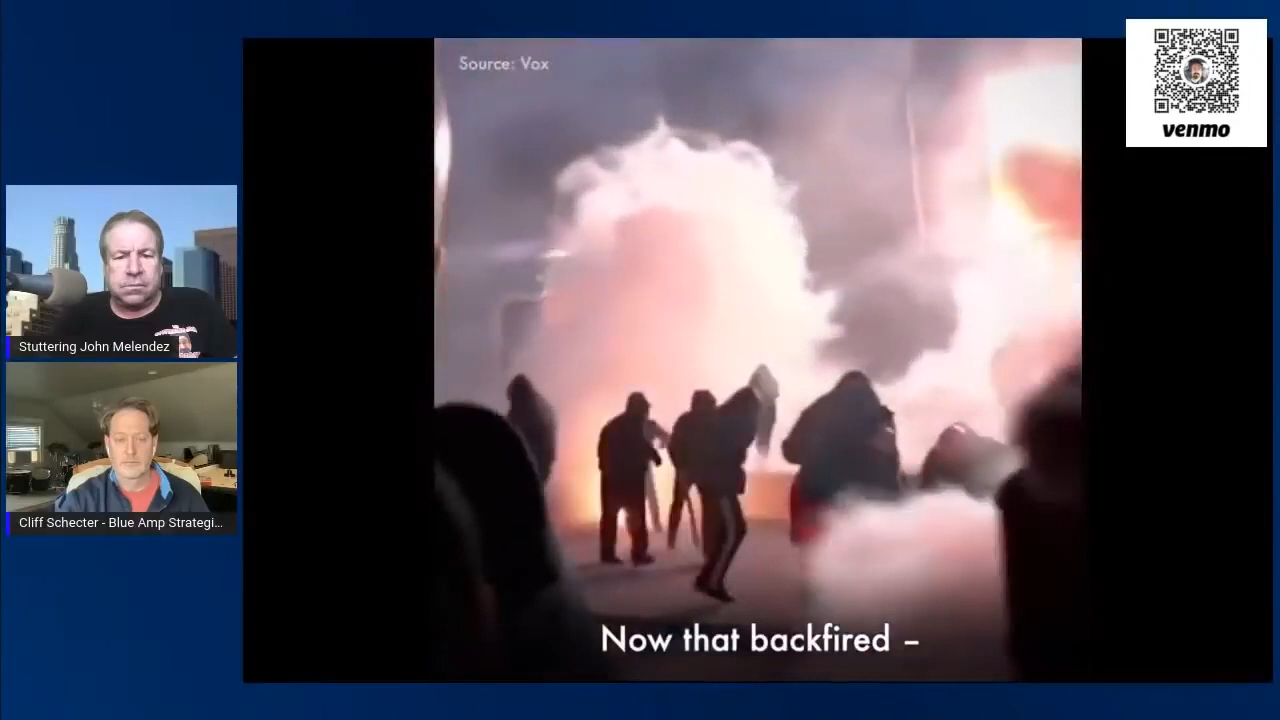 Source: Vox
venmo
Stuttering John Melendez
Cliff Schecter - Blue Amp Strategi...
Now that backfired –